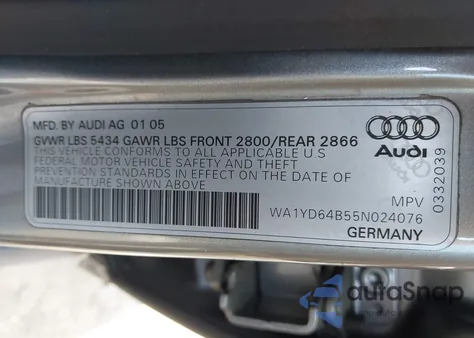 MFD. BY AUDI AG 01 05
GVWR LBS 5434 GAWR LBS FRONT 2800/REAR 2866
THIS VEHICLE CONFORMS TO ALL APPLICABLE U S
FEDERAL MOTOR VEHICLE SAFETY AND THEFT
PREVENTION STANDARDS IN EFFECT ON THE DATE OF
MANUFACTURE SHOWN ABOVE
Audi
0332039
MPV
WA1YD64B55N024076
GERMANY
autoSnap